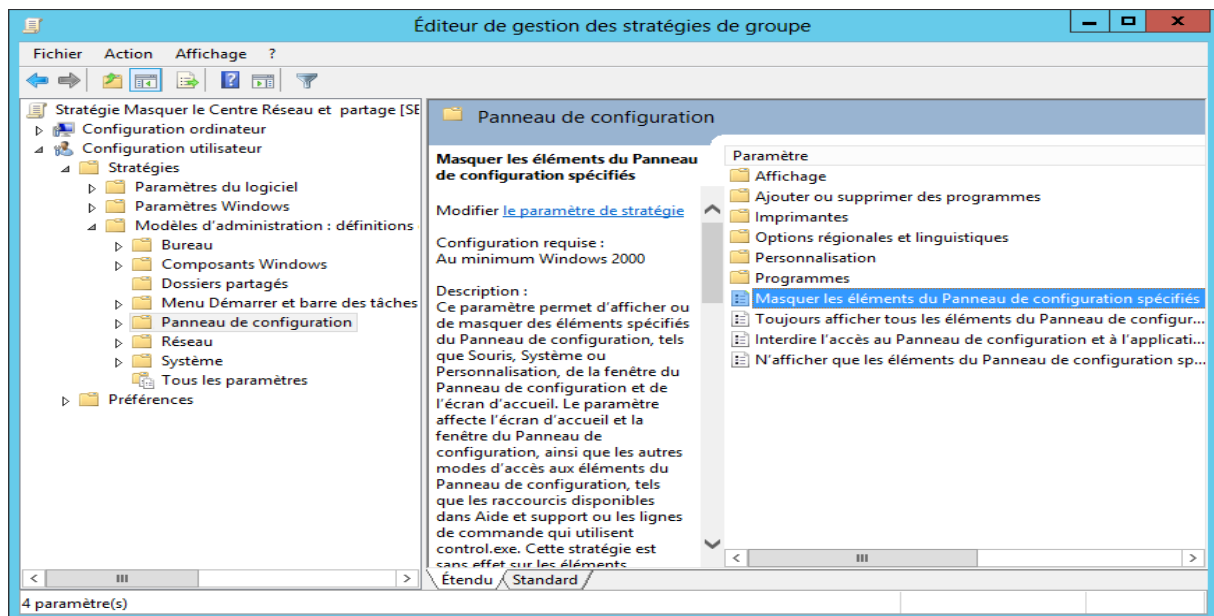 Éditeur de gestion des stratégies de groupe
Fichier Action Affichage ?
Stratégie Masquer le Centre Réseau et partage [SE
Configuration ordinateur
Configuration utilisateur
Stratégies
Paramètres du logiciel
Paramètres Windows
Modèles d'administration : définitions
Bureau
Composants Windows
Dossiers partagés
Menu Démarrer et barre des tâches
Panneau de configuration
Réseau
Système
Tous les paramètres
Préférences
Panneau de configuration
Masquer les éléments du Panneau
de configuration spécifiés
Modifier le paramètre de stratégie
Configuration requise :
Au minimum Windows 2000
Description :
Ce paramètre permet d'afficher ou
de masquer des éléments spécifiés
du Panneau de configuration, tels
que Souris, Système ou
Personnalisation, de la fenêtre du
Panneau de configuration et de
l'écran d'accueil. Le paramètre
affecte l'écran d'accueil et la
fenêtre du Panneau de
configuration, ainsi que les autres
modes d'accès aux éléments du
Panneau de configuration, tels
que les raccourcis disponibles
dans Aide et support ou les lignes
de commande qui utilisent
control.exe. Cette stratégie est
sans effet sur les éléments
Paramètre
Affichage
Ajouter ou supprimer des programmes
Imprimantes
Options régionales et linguistiques
Personnalisation
Programmes
Masquer les éléments du Panneau de configuration spécifiés
Toujours afficher tous les éléments du Panneau de configur...
Interdire l'accès au Panneau de configuration et à l'applicati...
N'afficher que les éléments du Panneau de configuration sp...
Étendu Standard
4 paramètre(s)